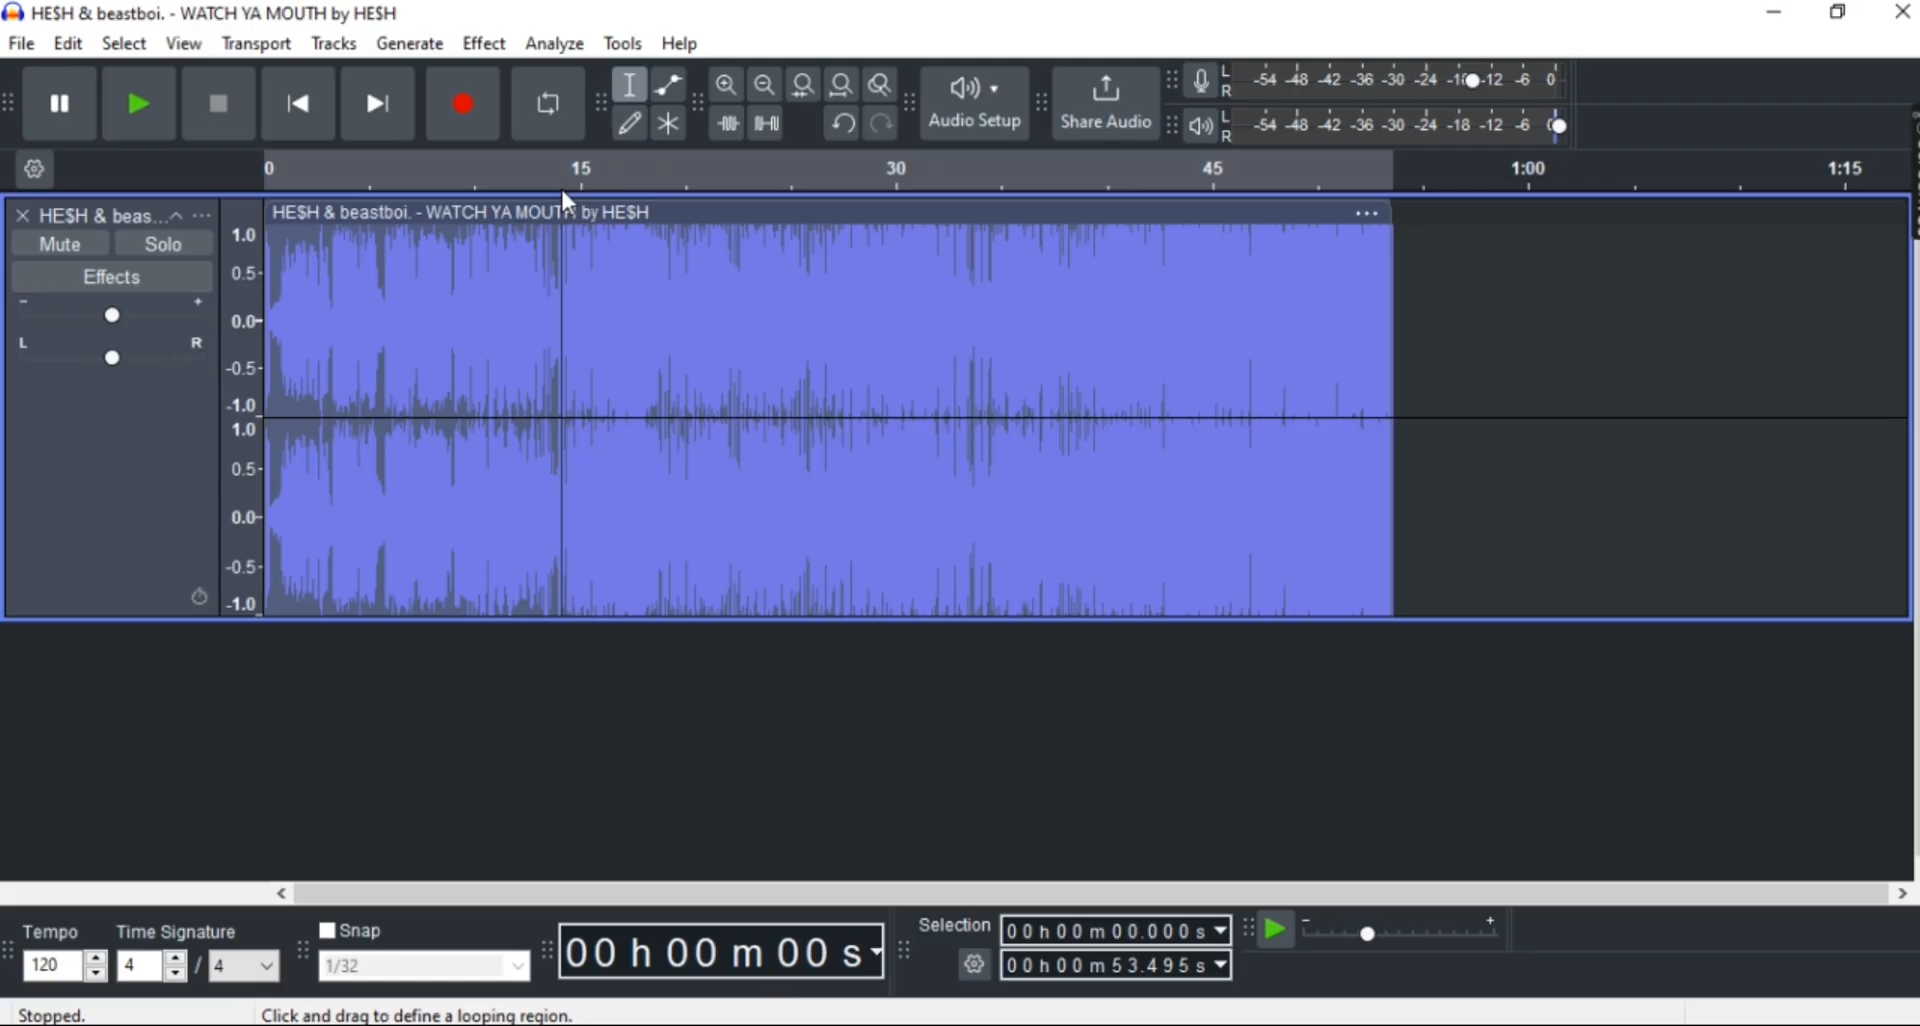 HE$H & beastboi. - WATCH YA MOUTH by HE$H
File Edit Select View Transport Tracks Generate Effect Analyze Tools Help
Audio Setup
Share Audio
L
R
-54 -48 -42 -36 -30 -24 -12 -6 0
L
R
-54 -48 -42 -36 -30 -24 -18 -12 -6
0 15 30 45 1:00 1:15
HE$H & beas...
HE$H & beastboi. - WATCH YA MOUTH by HE$H
Mute Solo
Effects
- +
L R
1.0
0.5
0.0
-0.5
-1.0
1.0
0.5
0.0
-0.5
-1.0
Tempo Time Signature
120 4 / 4
Snap
1/32
00 h 00 m 00 s
Selection
00 h 00 m 00.000 s
00 h 00 m 53.495 s
- +
Stopped. Click and drag to define a looping region.